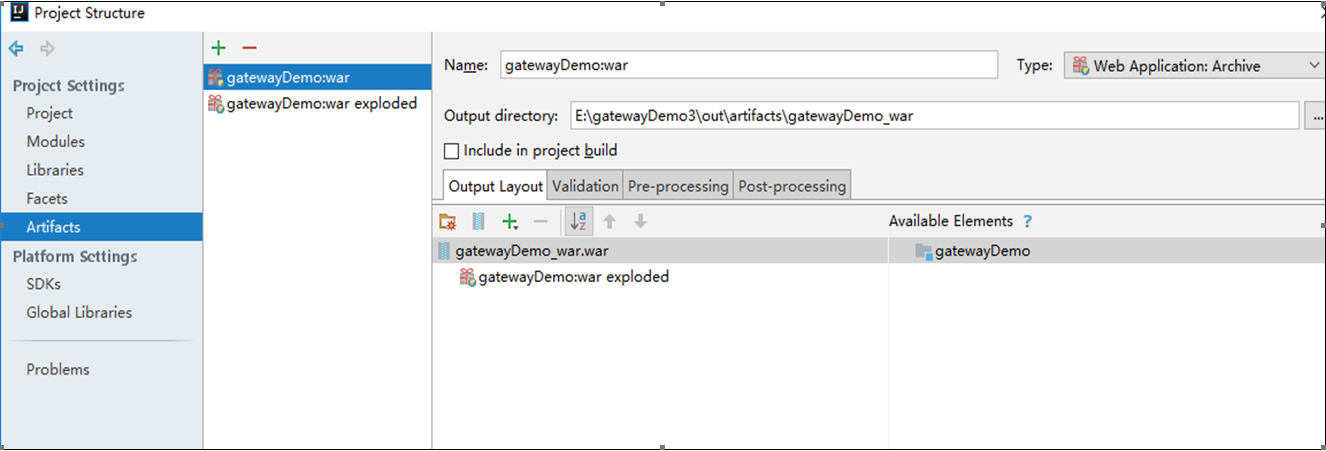 Project Structure
Project Settings
Project
Modules
Libraries
Facets
Artifacts
Platform Settings
SDKs
Global Libraries
Problems
gatewayDemo:war
gatewayDemo:war exploded
Name: gatewayDemo:war Type: Web Application: Archive
Output directory: E:\gatewayDemo3\out\artifacts\gatewayDemo_war ...
Include in project build
Output Layout Validation Pre-processing Post-processing
Available Elements ?
gatewayDemo_war.war
gatewayDemo:war exploded
gatewayDemo